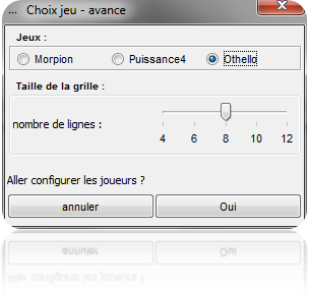 ... Choix jeu - avance
Jeux :
Morpion Puissance4 Othello
Taille de la grille :
nombre de lignes :
4 6 8 10 12
Aller configurer les joueurs ?
annuler Oui